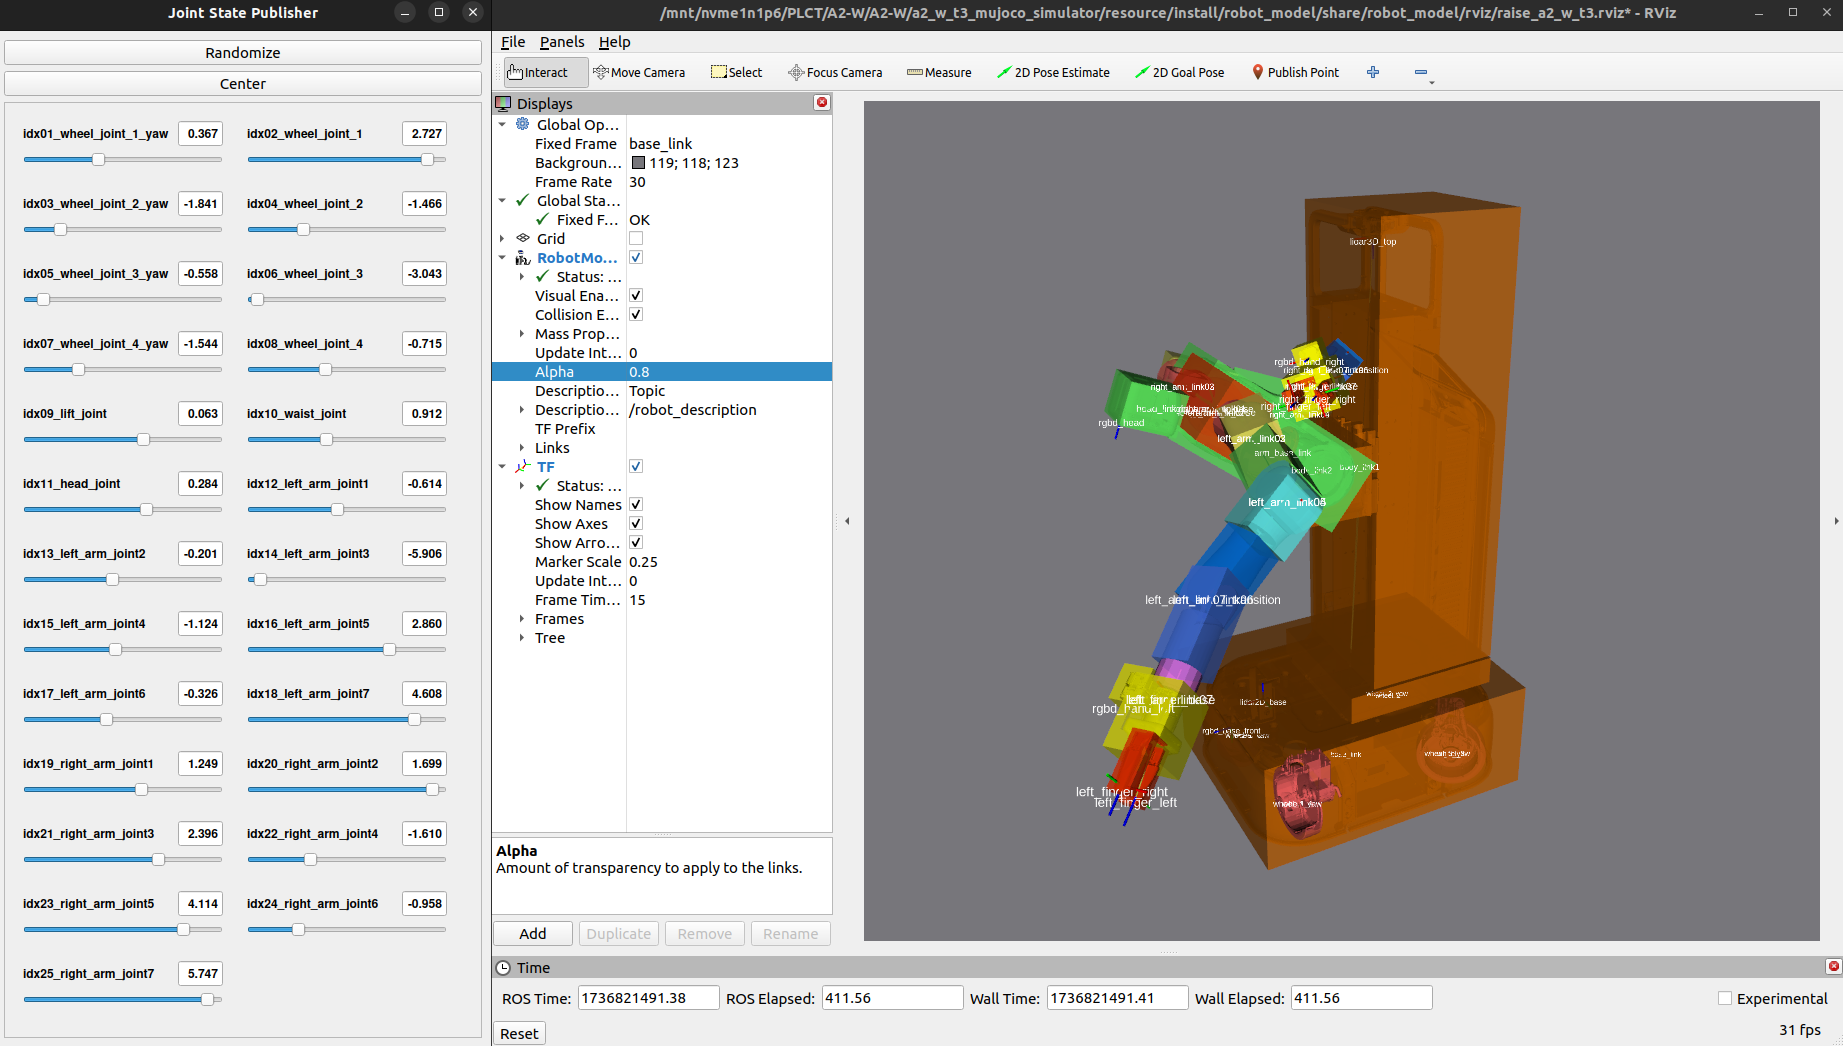 Joint State Publisher
Randomize
Center
idx01_wheel_joint_1_yaw 0.367 idx02_wheel_joint_1 2.727
idx03_wheel_joint_2_yaw -1.841 idx04_wheel_joint_2 -1.466
idx05_wheel_joint_3_yaw -0.558 idx06_wheel_joint_3 -3.043
idx07_wheel_joint_4_yaw -1.544 idx08_wheel_joint_4 -0.715
idx09_lift_joint 0.063 idx10_waist_joint 0.912
idx11_head_joint 0.284 idx12_left_arm_joint1 -0.614
idx13_left_arm_joint2 -0.201 idx14_left_arm_joint3 -5.906
idx15_left_arm_joint4 -1.124 idx16_left_arm_joint5 2.860
idx17_left_arm_joint6 -0.326 idx18_left_arm_joint7 4.608
idx19_right_arm_joint1 1.249 idx20_right_arm_joint2 1.699
idx21_right_arm_joint3 2.396 idx22_right_arm_joint4 -1.610
idx23_right_arm_joint5 4.114 idx24_right_arm_joint6 -0.958
idx25_right_arm_joint7 5.747
/mnt/nvme1n1p6/PLCT/A2-W/A2-W/a2_w_t3_mujoco_simulator/resource/install/robot_model/share/robot_model/rviz/raise_a2_w_t3.rviz* - RViz
File Panels Help
Interact Move Camera Select Focus Camera Measure 2D Pose Estimate 2D Goal Pose Publish Point
Displays
Global Op...
Fixed Frame base_link
Backgroun... 119; 118; 123
Frame Rate 30
Global Sta...
Fixed F... OK
Grid
RobotMo...
Status: ...
Visual Ena...
Collision E...
Mass Prop...
Update Int... 0
Alpha 0.8
Descriptio... Topic
Descriptio... /robot_description
TF Prefix
Links
TF
Status: ...
Show Names
Show Axes
Show Arro...
Marker Scale 0.25
Update Int... 0
Frame Tim... 15
Frames
Tree
Alpha
Amount of transparency to apply to the links.
Add Duplicate Remove Rename
lidar3D_top
rgbd_hand_right
right_arm_link03
rgbd_head
right_finger_right
left_arm_link02
arm_base_link
body_link2 body_link1
lidar2D_base
rgbd_base_front
base_link
left_finger_right
left_finger_left
Time
ROS Time: 1736821491.38 ROS Elapsed: 411.56 Wall Time: 1736821491.41 Wall Elapsed: 411.56 Experimental
Reset 31 fps